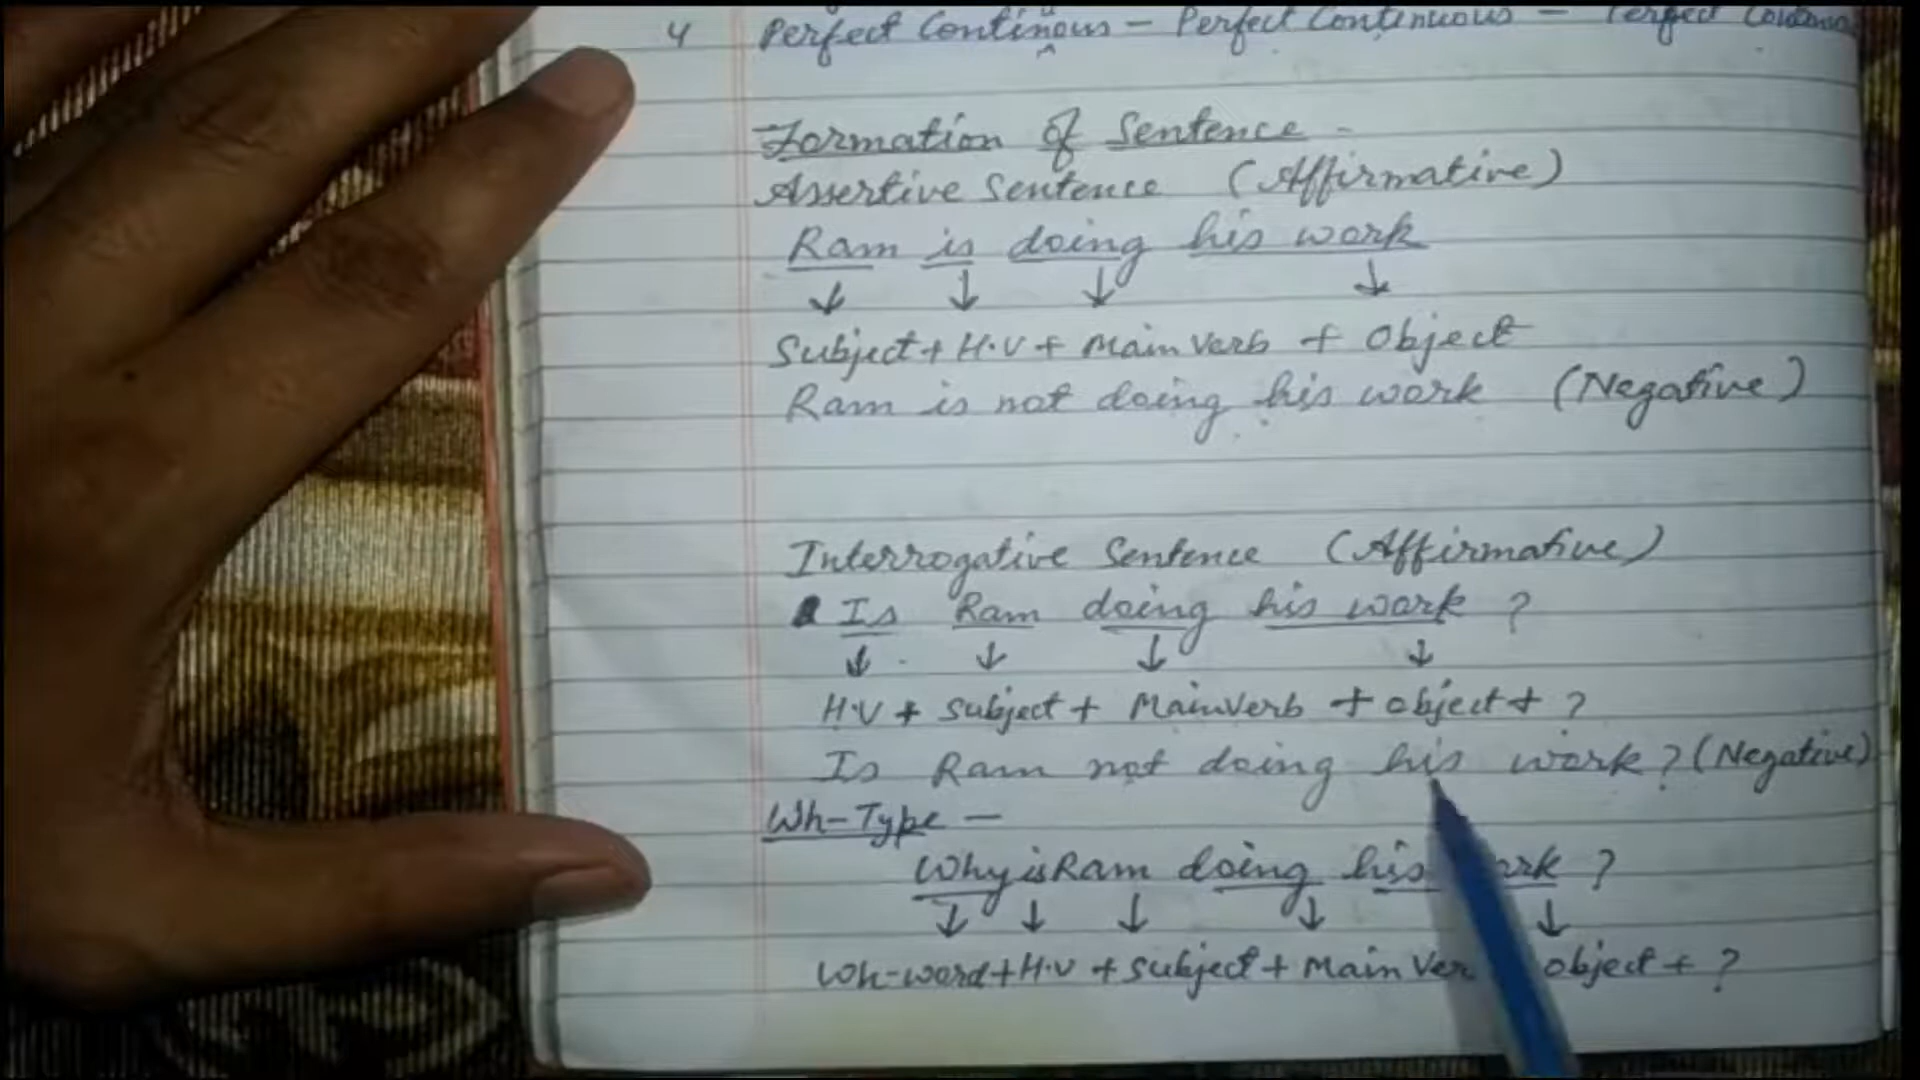 4 Perfect Continuous - Perfect Continuous - Perfect
Formation of Sentence -
Assertive Sentence (Affirmative)
Ram is doing his work
↓ ↓ ↓ ↓
Subject + H.V + Main Verb + Object
Ram is not doing his work (Negative)
Interrogative Sentence (Affirmative)
Is Ram doing his work ?
↓ ↓ ↓ ↓
H.V + Subject + Main Verb + object + ?
Is Ram not doing his work? (Negative)
Wh-Type -
Why is Ram doing his ?
↓ ↓ ↓ ↓ ↓
Wh-word + H.V + Subject + Main object + ?